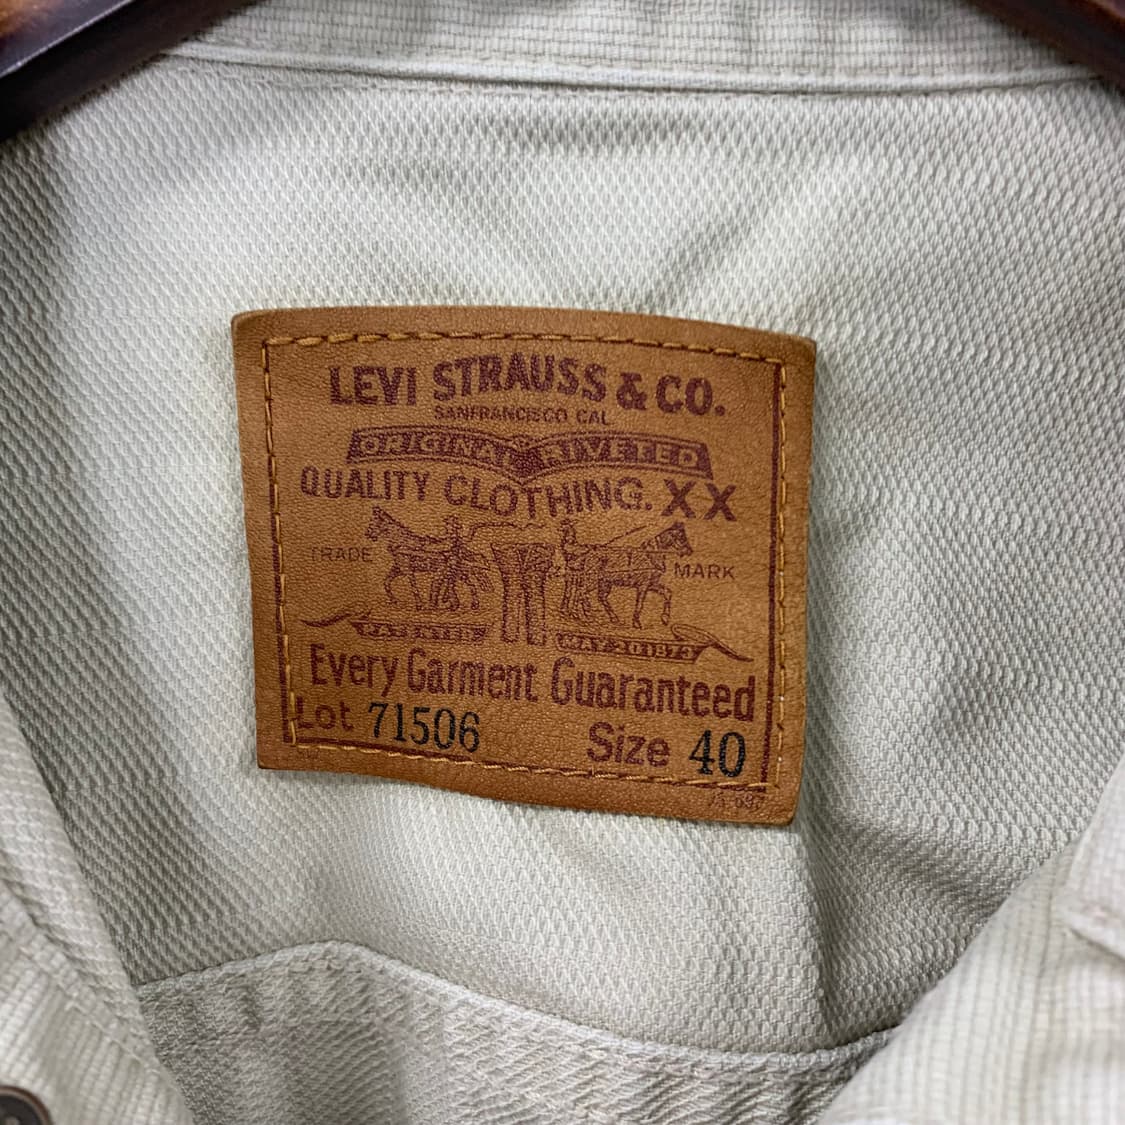 LEVI STRAUSS & CO.
SANFRANCISCO CAL
ORIGINAL RIVETED
QUALITY CLOTHING. XX
TRADE MARK
PATENTED MAY 20 1873
Every Garment Guaranteed
Lot 71506 Size 40